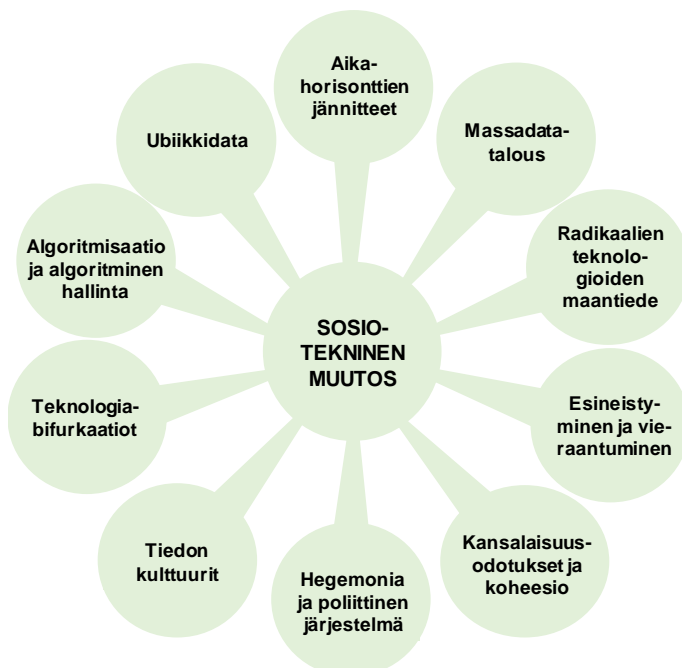 Aika-
horisonttien
jännitteet
Massadata-
talous
Radikaalien
teknolo-
gioiden
maantiede
Esineisty-
minen ja vie-
raantuminen
Kansalaisuus-
odotukset ja
koheesio
Hegemonia
ja poliittinen
järjestelmä
Tiedon
kulttuurit
Teknologia-
bifurkaatiot
Algoritmisaatio
ja algoritminen
hallinta
Ubiikkidata
SOSIO-
TEKNINEN
MUUTOS